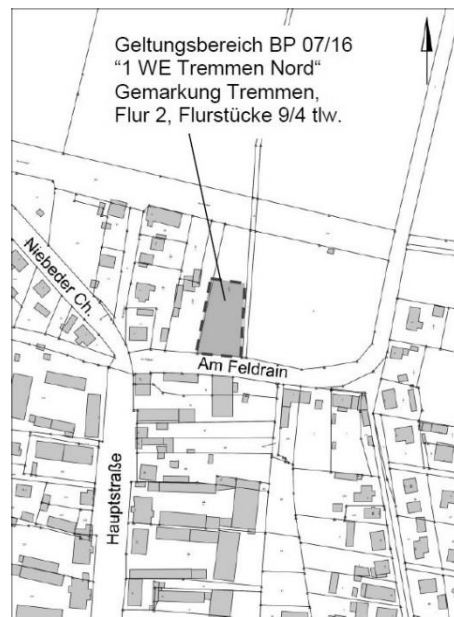 Geltungsbereich BP 07/16
“1 WE Tremmen Nord“
Gemarkung Tremmen,
Flur 2, Flurstücke 9/4 tlw.
Niebeder Ch.
Am Feldrain
Hauptstraße